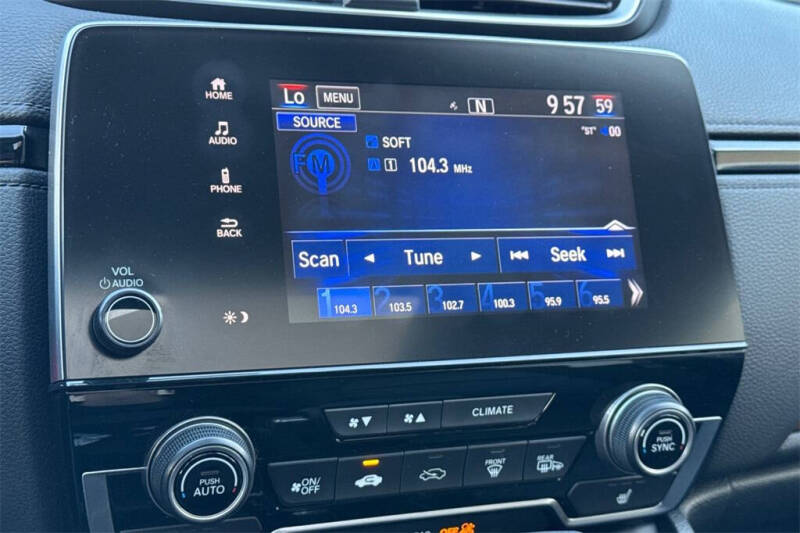 Lo MENU N 9 57 59
HOME
SOURCE "ST" 00
AUDIO FM SOFT
1 104.3 MHz
PHONE
BACK
Scan Tune Seek
1 104.3 2 103.5 3 102.7 4 100.3 5 95.9 6 95.5
VOL
AUDIO
CLIMATE
PUSH AUTO
ON/OFF
FRONT
REAR
PUSH SYNC
OFF